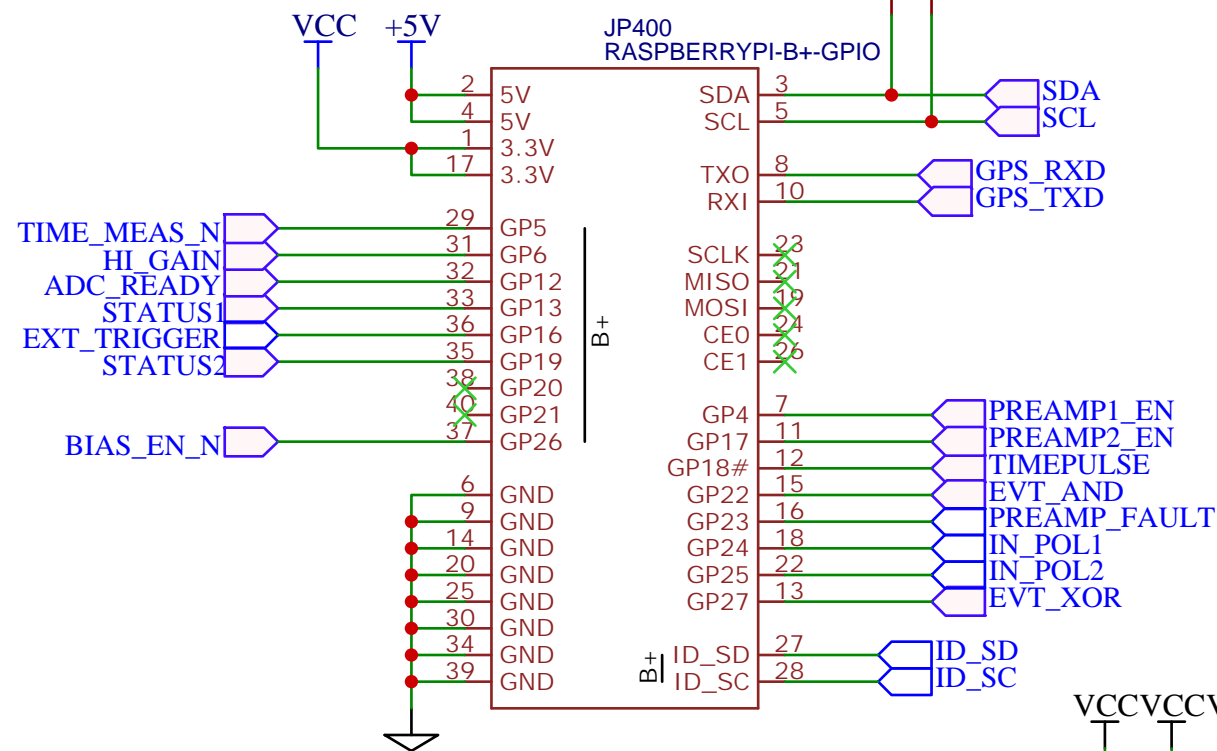 VCC +5V
JP400
RASPBERRYPI-B+-GPIO
2 5V SDA 3 SDA
4 5V SCL 5 SCL
1 3.3V
17 3.3V TXO 8 GPS_RXD
RXI 10 GPS_TXD
TIME_MEAS_N 29 GP5
HI_GAIN 31 GP6 SCLK 23
ADC_READY 32 GP12 MISO 21
STATUS1 33 GP13 MOSI 19
EXT_TRIGGER 36 GP16 CE0 24
STATUS2 35 GP19 CE1 26
B+
38 GP20
40 GP21 GP4 7 PREAMP1_EN
BIAS_EN_N 37 GP26 GP17 11 PREAMP2_EN
GP18# 12 TIMEPULSE
6 GND GP22 15 EVT_AND
9 GND GP23 16 PREAMP_FAULT
14 GND GP24 18 IN_POL1
20 GND GP25 22 IN_POL2
25 GND GP27 13 EVT_XOR
30 GND
34 GND B+ ID_SD 27 ID_SD
39 GND ID_SC 28 ID_SC
VCC VCC V